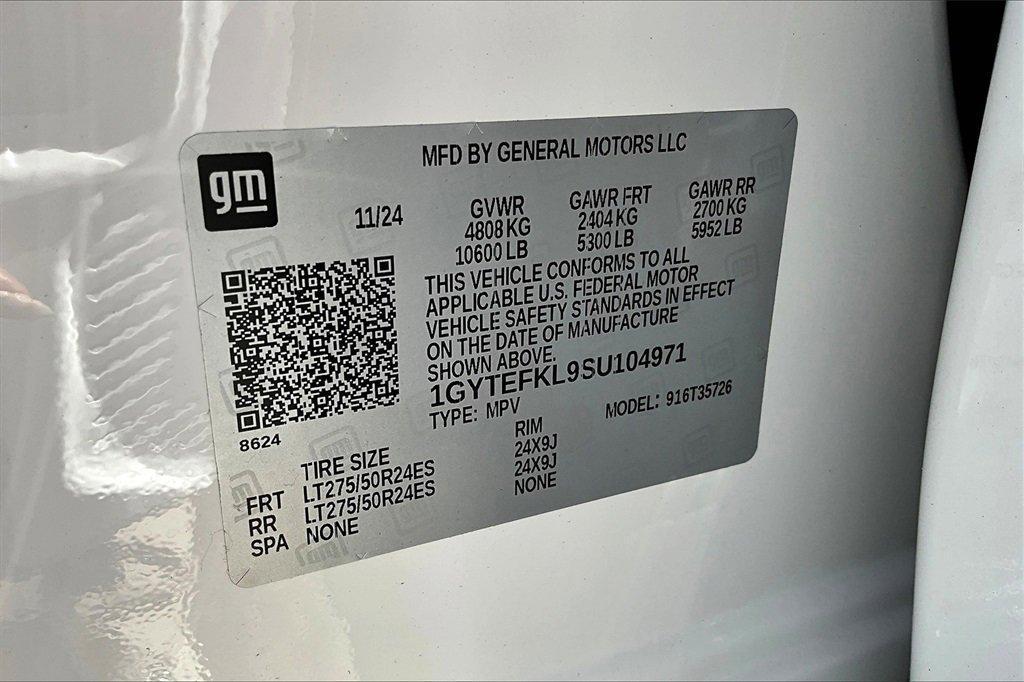 gm
MFD BY GENERAL MOTORS LLC
11/24
GVWR
4808 KG
10600 LB
GAWR FRT
2404 KG
5300 LB
GAWR RR
2700 KG
5952 LB
THIS VEHICLE CONFORMS TO ALL
APPLICABLE U.S. FEDERAL MOTOR
VEHICLE SAFETY STANDARDS IN EFFECT
ON THE DATE OF MANUFACTURE
SHOWN ABOVE.
1GYTEFKL9SU104971
TYPE: MPV
MODEL: 916T35726
8624
TIRE SIZE
RIM
FRT LT275/50R24ES 24X9J
RR LT275/50R24ES 24X9J
SPA NONE NONE